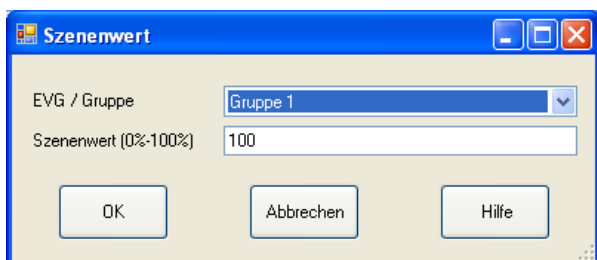 Szenenwert
EVG / Gruppe Gruppe 1
Szenenwert (0%-100%) 100
OK Abbrechen Hilfe